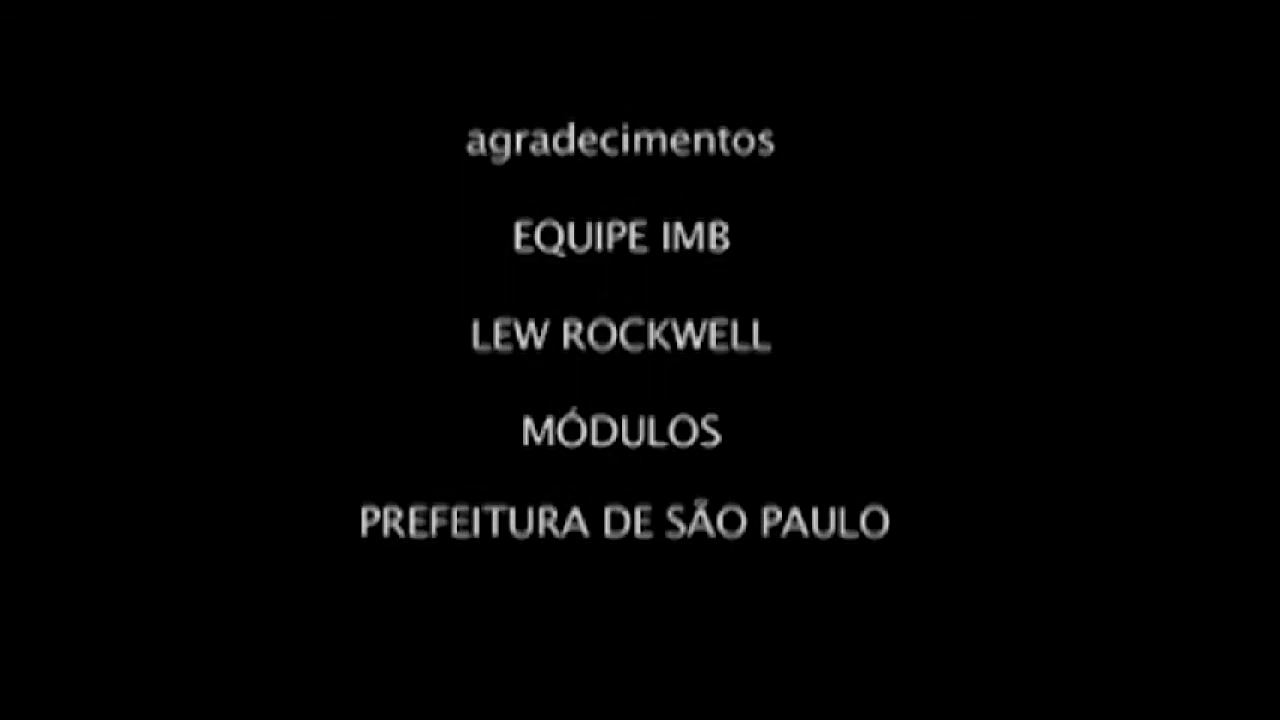 agradecimentos
EQUIPE IMB
LEW ROCKWELL
MÓDULOS
PREFEITURA DE SÃO PAULO